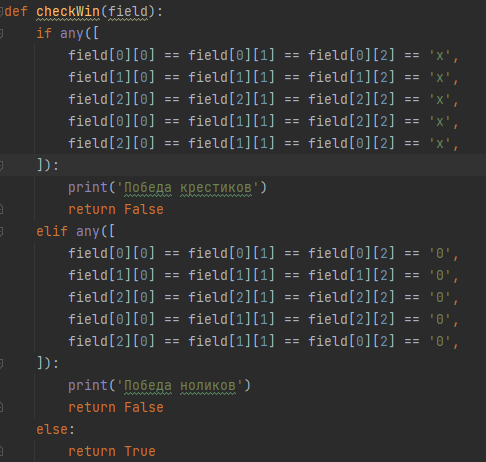 def checkWin(field):
    if any([
        field[0][0] == field[0][1] == field[0][2] == 'x',
        field[1][0] == field[1][1] == field[1][2] == 'x',
        field[2][0] == field[2][1] == field[2][2] == 'x',
        field[0][0] == field[1][1] == field[2][2] == 'x',
        field[2][0] == field[1][1] == field[0][2] == 'x',
    ]):
        print('Победа крестиков')
        return False
    elif any([
        field[0][0] == field[0][1] == field[0][2] == '0',
        field[1][0] == field[1][1] == field[1][2] == '0',
        field[2][0] == field[2][1] == field[2][2] == '0',
        field[0][0] == field[1][1] == field[2][2] == '0',
        field[2][0] == field[1][1] == field[0][2] == '0',
    ]):
        print('Победа ноликов')
        return False
    else:
        return True